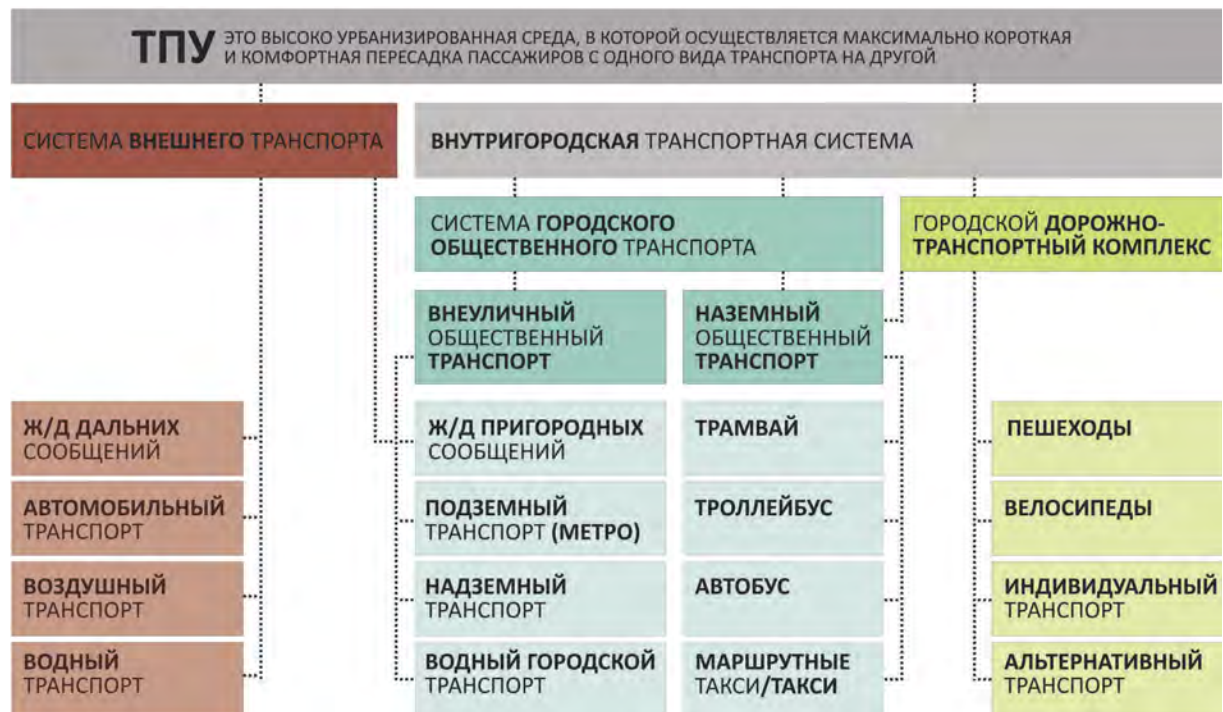 ТПУ ЭТО ВЫСОКО УРБАНИЗИРОВАННАЯ СРЕДА, В КОТОРОЙ ОСУЩЕСТВЛЯЕТСЯ МАКСИМАЛЬНО КОРОТКАЯ
И КОМФОРТНАЯ ПЕРЕСАДКА ПАССАЖИРОВ С ОДНОГО ВИДА ТРАНСПОРТА НА ДРУГОЙ
СИСТЕМА ВНЕШНЕГО ТРАНСПОРТА
ВНУТРИГОРОДСКАЯ ТРАНСПОРТНАЯ СИСТЕМА
СИСТЕМА ГОРОДСКОГО
ОБЩЕСТВЕННОГО ТРАНСПОРТА
ГОРОДСКОЙ ДОРОЖНО-
ТРАНСПОРТНЫЙ КОМПЛЕКС
ВНЕУЛИЧНЫЙ
ОБЩЕСТВЕННЫЙ
ТРАНСПОРТ
НАЗЕМНЫЙ
ОБЩЕСТВЕННЫЙ
ТРАНСПОРТ
Ж/Д ДАЛЬНИХ
СООБЩЕНИЙ
Ж/Д ПРИГОРОДНЫХ
СООБЩЕНИЙ
ТРАМВАЙ
ПЕШЕХОДЫ
АВТОМОБИЛЬНЫЙ
ТРАНСПОРТ
ПОДЗЕМНЫЙ
ТРАНСПОРТ (МЕТРО)
ТРОЛЛЕЙБУС
ВЕЛОСИПЕДЫ
ВОЗДУШНЫЙ
ТРАНСПОРТ
НАДЗЕМНЫЙ
ТРАНСПОРТ
АВТОБУС
ИНДИВИДУАЛЬНЫЙ
ТРАНСПОРТ
ВОДНЫЙ
ТРАНСПОРТ
ВОДНЫЙ ГОРОДСКОЙ
ТРАНСПОРТ
МАРШРУТНЫЕ
ТАКСИ/ТАКСИ
АЛЬТЕРНАТИВНЫЙ
ТРАНСПОРТ